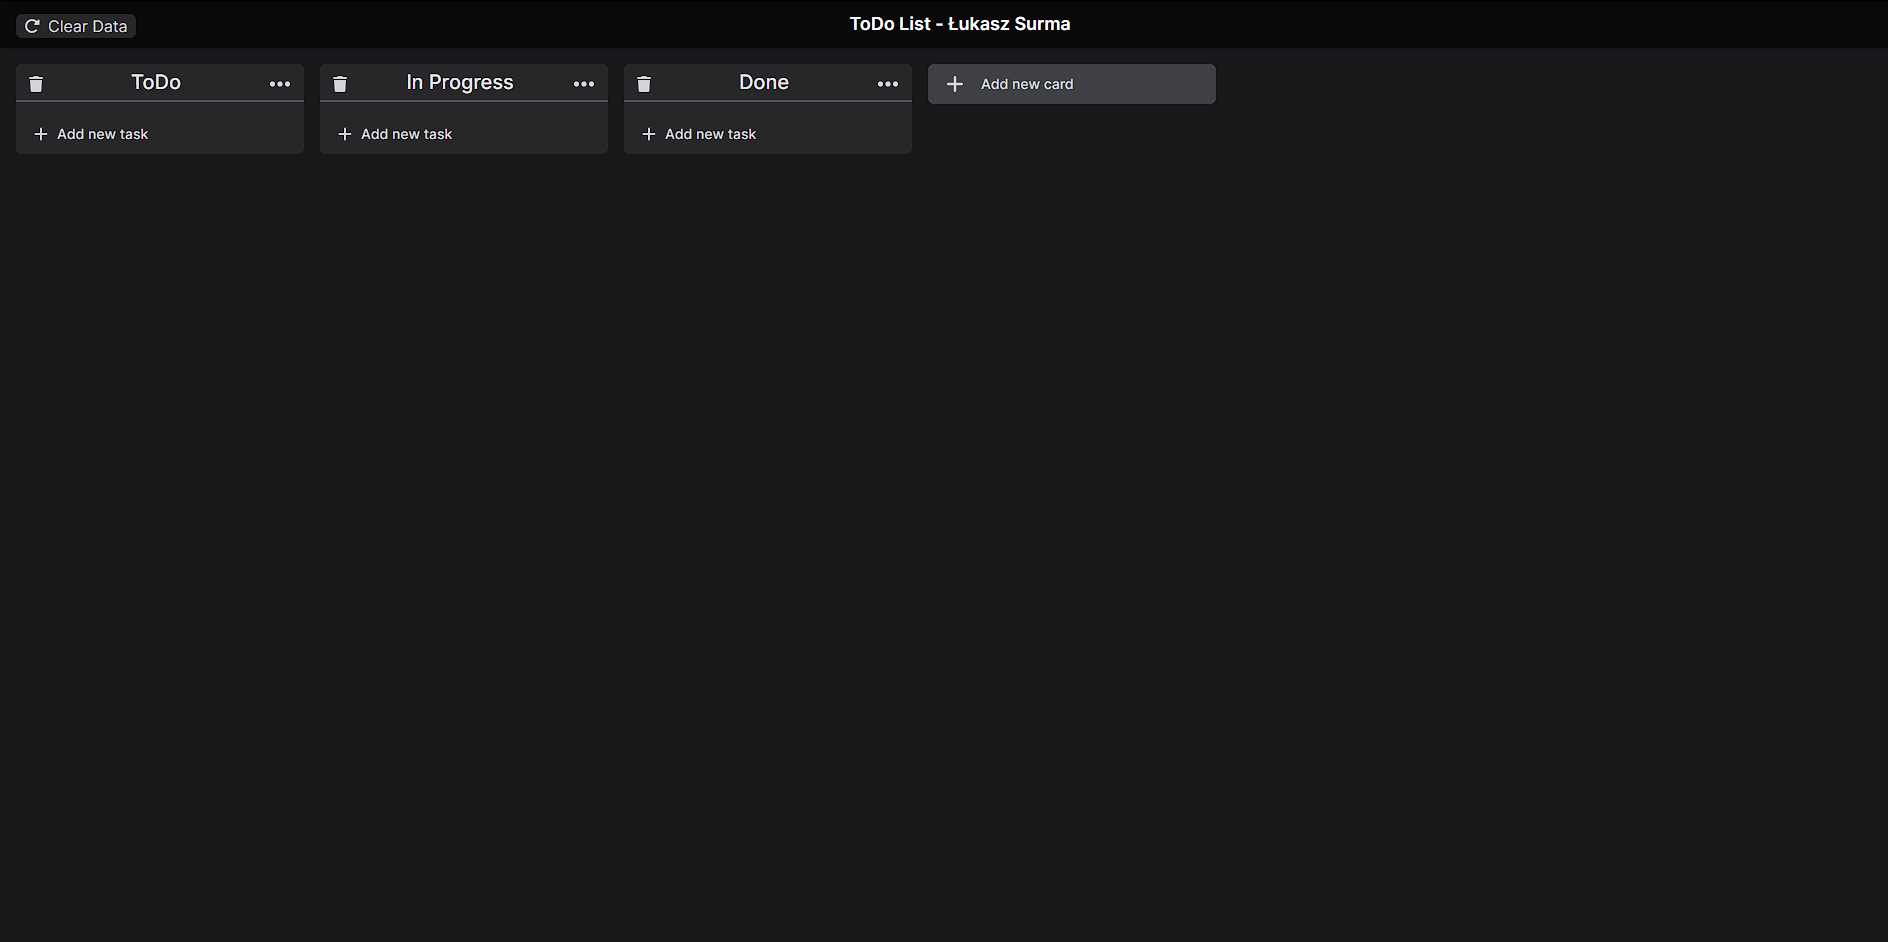 Clear Data
ToDo List - Łukasz Surma
ToDo
In Progress
Done
Add new card
Add new task
Add new task
Add new task